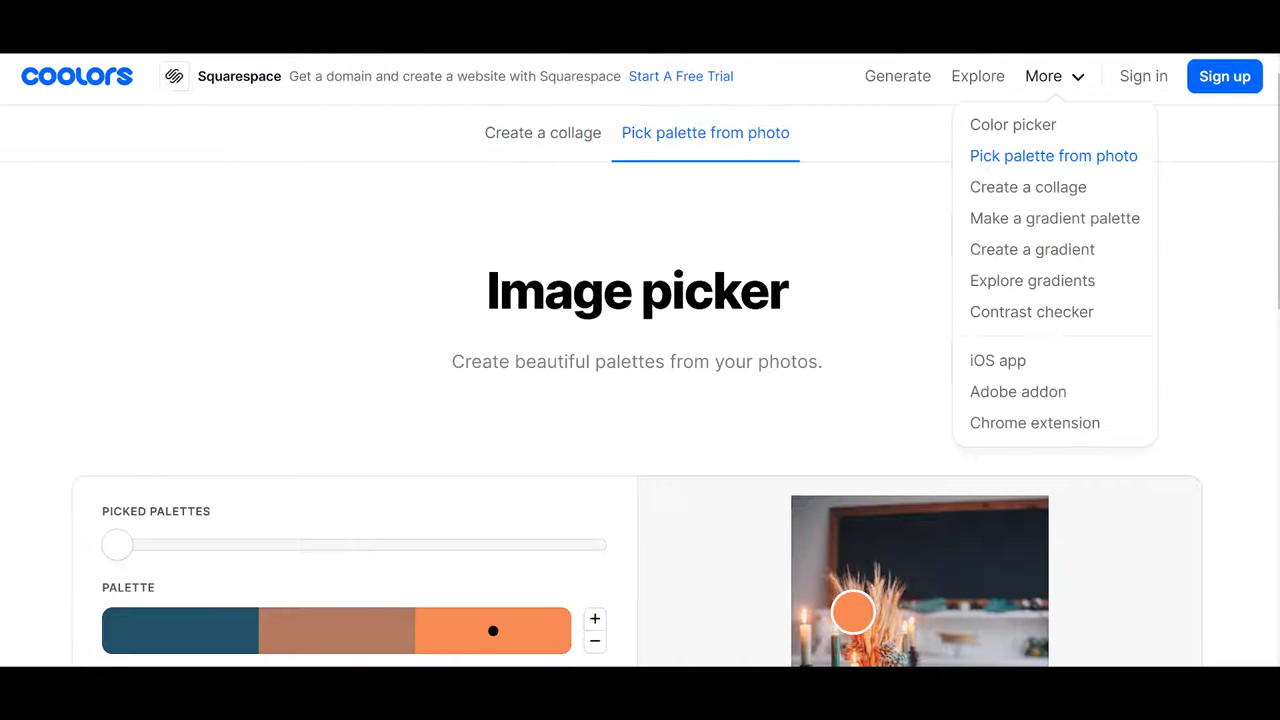 coolors Squarespace Get a domain and create a website with Squarespace Start A Free Trial Generate Explore More Sign in Sign up
Create a collage Pick palette from photo
Color picker
Pick palette from photo
Create a collage
Make a gradient palette
Create a gradient
Explore gradients
Contrast checker
iOS app
Adobe addon
Chrome extension
Image picker
Create beautiful palettes from your photos.
PICKED PALETTES
PALETTE
+
−